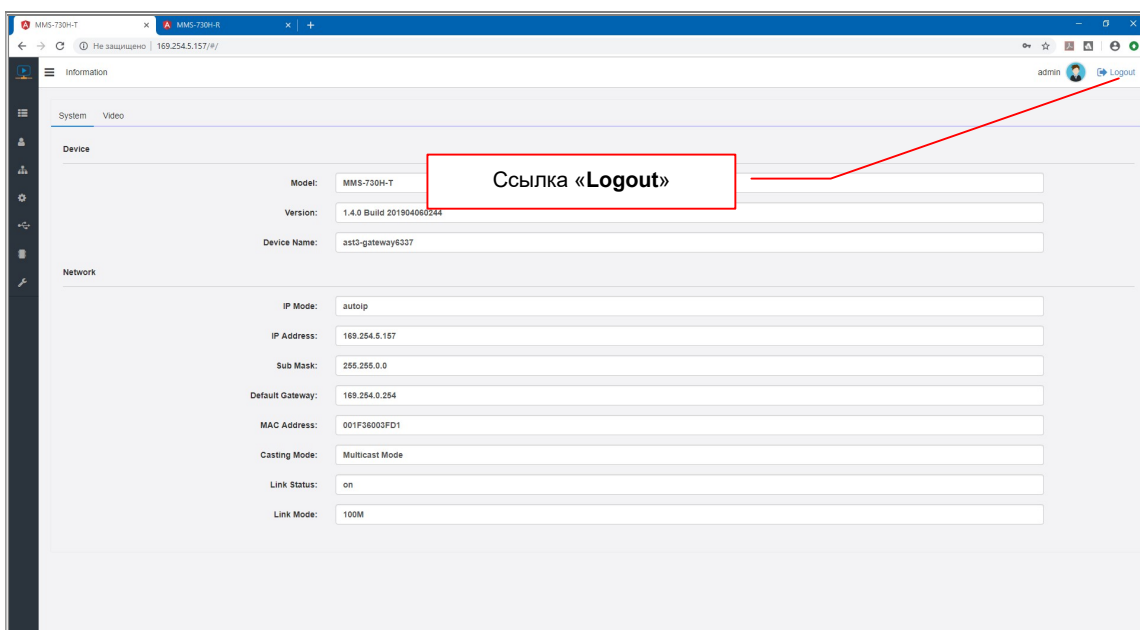 MMS-730H-T
MMS-730H-R
Не защищено | 169.254.5.157/#/
Information
admin
Logout
System Video
Device
Ссылка «Logout»
Model: MMS-730H-T
Version: 1.4.0 Build 201904060244
Device Name: ast3-gateway6337
Network
IP Mode: autoip
IP Address: 169.254.5.157
Sub Mask: 255.255.0.0
Default Gateway: 169.254.0.254
MAC Address: 001F36003FD1
Casting Mode: Multicast Mode
Link Status: on
Link Mode: 100M